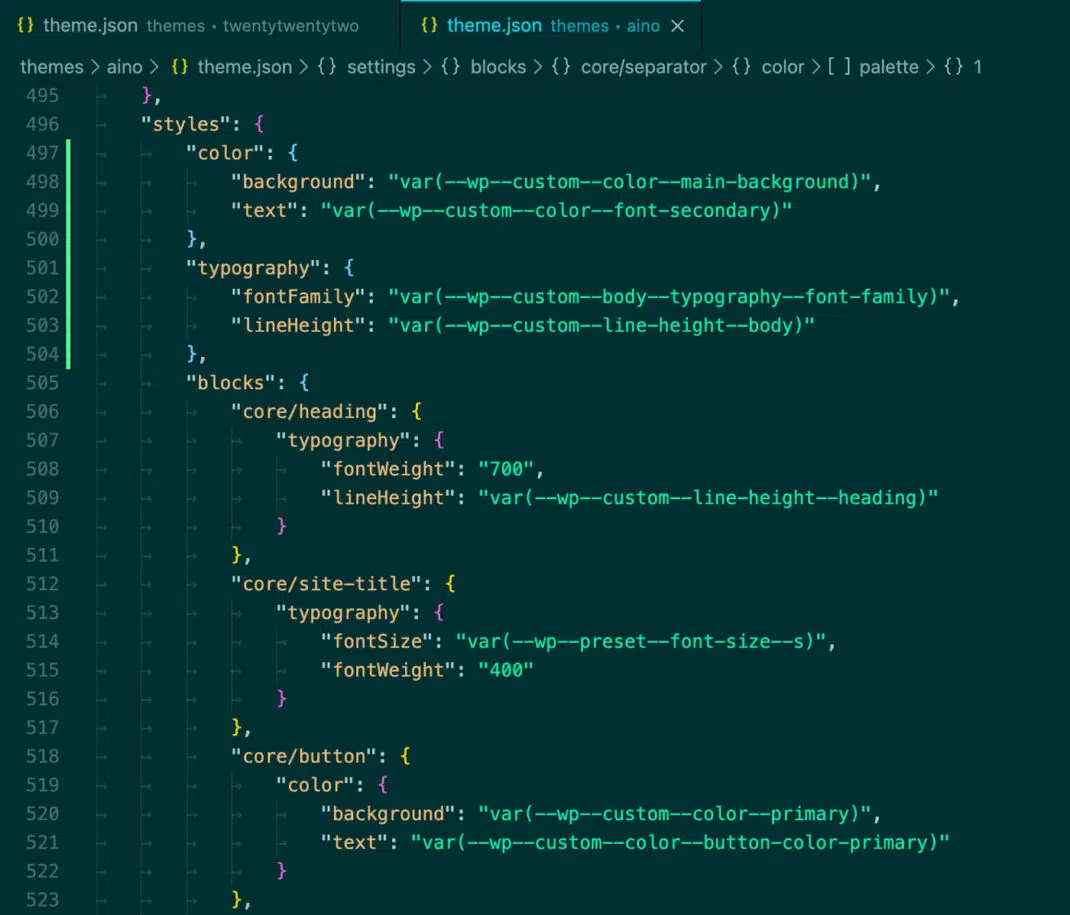 {} theme.json themes • twentytwentytwo {} theme.json themes • aino ×
themes > aino > {} theme.json > {} settings > {} blocks > {} core/separator > {} color > [ ] palette > {} 1
495 },
496 "styles": {
497 "color": {
498 "background": "var(--wp--custom--color--main-background)",
499 "text": "var(--wp--custom--color--font-secondary)"
500 },
501 "typography": {
502 "fontFamily": "var(--wp--custom--body--typography--font-family)",
503 "lineHeight": "var(--wp--custom--line-height--body)"
504 },
505 "blocks": {
506 "core/heading": {
507 "typography": {
508 "fontWeight": "700",
509 "lineHeight": "var(--wp--custom--line-height--heading)"
510 }
511 },
512 "core/site-title": {
513 "typography": {
514 "fontSize": "var(--wp--preset--font-size--s)",
515 "fontWeight": "400"
516 }
517 },
518 "core/button": {
519 "color": {
520 "background": "var(--wp--custom--color--primary)",
521 "text": "var(--wp--custom--color--button-color-primary)"
522 }
523 },